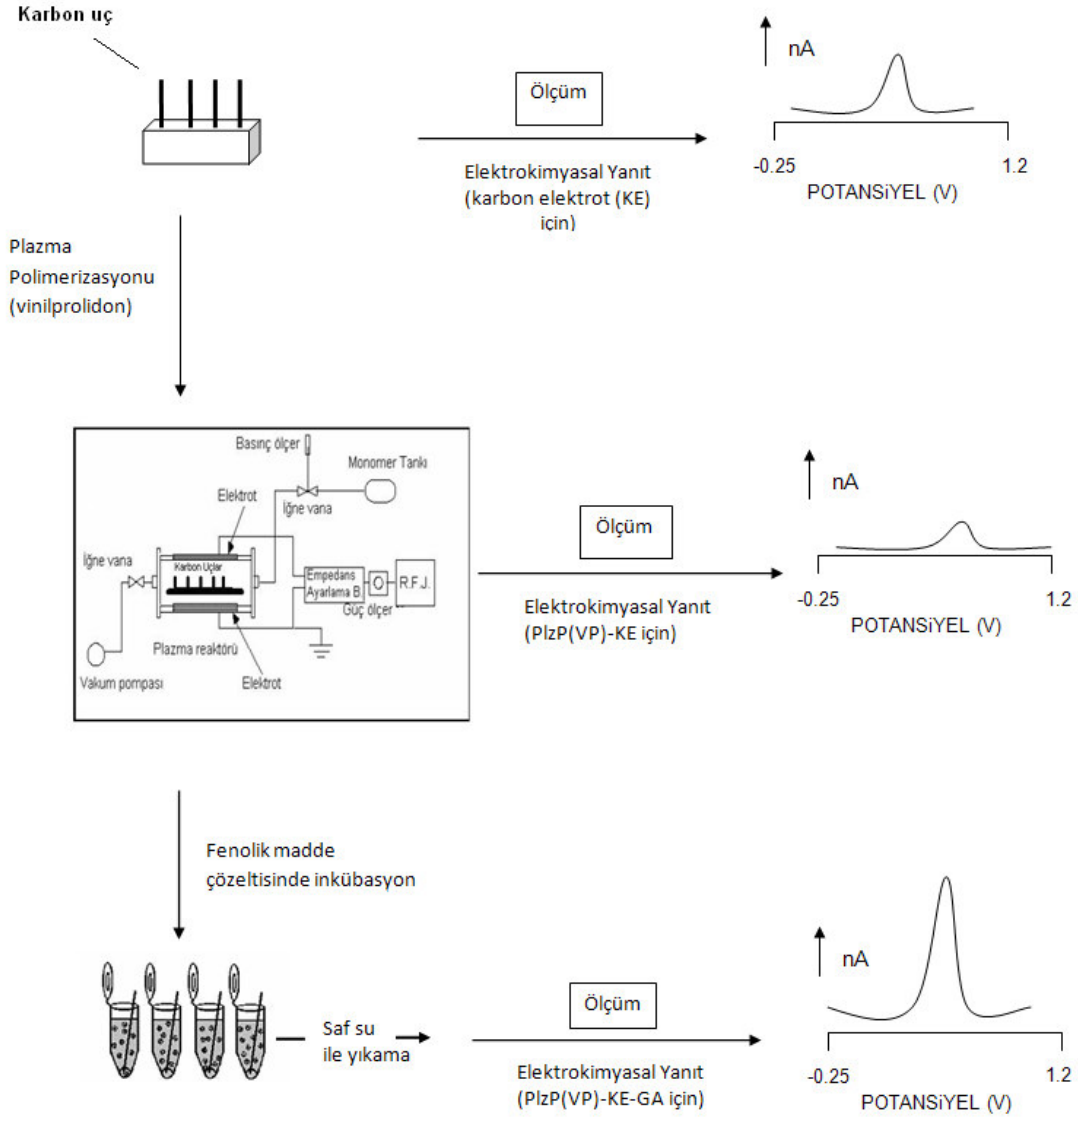 Karbon uç
nA
Ölçüm
-0.25
1.2
POTANSiYEL (V)
Elektrokimyasal Yanıt
(karbon elektrot (KE)
için)
Plazma
Polimerizasyonu
(vinilprolidon)
Basınç ölçer
Monomer Tankı
Elektrot
İğne vana
İğne vana
Karbon Uçlar
Empedans
Ayarlama B.
R.F.J.
Güç ölçer
Plazma reaktörü
Vakum pompası
Elektrot
Ölçüm
Elektrokimyasal Yanıt
(PlzP(VP)-KE için)
nA
-0.25
1.2
POTANSiYEL (V)
Fenolik madde
çözeltisinde inkübasyon
Saf su
ile yıkama
Ölçüm
Elektrokimyasal Yanıt
(PlzP(VP)-KE-GA için)
nA
-0.25
1.2
POTANSiYEL (V)